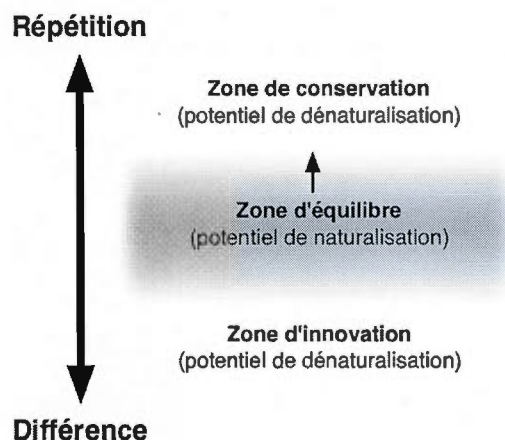 Répétition
Zone de conservation
(potentiel de dénaturalisation)
Zone d'équilibre
(potentiel de naturalisation)
Zone d'innovation
(potentiel de dénaturalisation)
Différence